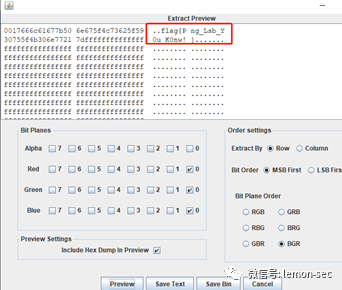 Extract Preview
0017666c61677b50 6e675f4c73625f59 ..flag{P ng_Lsb_Y
30755f4b306e7721 7dffffffffffffff 0u_K0nw! }.......
ffffffffffffffff ffffffffffffffff ........ ........
ffffffffffffffff ffffffffffffffff ........ ........
ffffffffffffffff ffffffffffffffff ........ ........
ffffffffffffffff ffffffffffffffff ........ ........
ffffffffffffffff ffffffffffffffff ........ ........
ffffffffffffffff ffffffffffffffff ........ ........
ffffffffffffffff ffffffffffffffff ........ ........
Bit Planes
Order settings
Alpha 7 6 5 4 3 2 1 0
Extract By Row Column
Red 7 6 5 4 3 2 1 0
Bit Order MSB First LSB First
Green 7 6 5 4 3 2 1 0
Bit Plane Order
Blue 7 6 5 4 3 2 1 0
RGB GRB
RBG BRG
Preview Settings
Include Hex Dump In Preview
GBR BGR
Preview Save Text Save Bin Cancel
微信号: lemon-sec